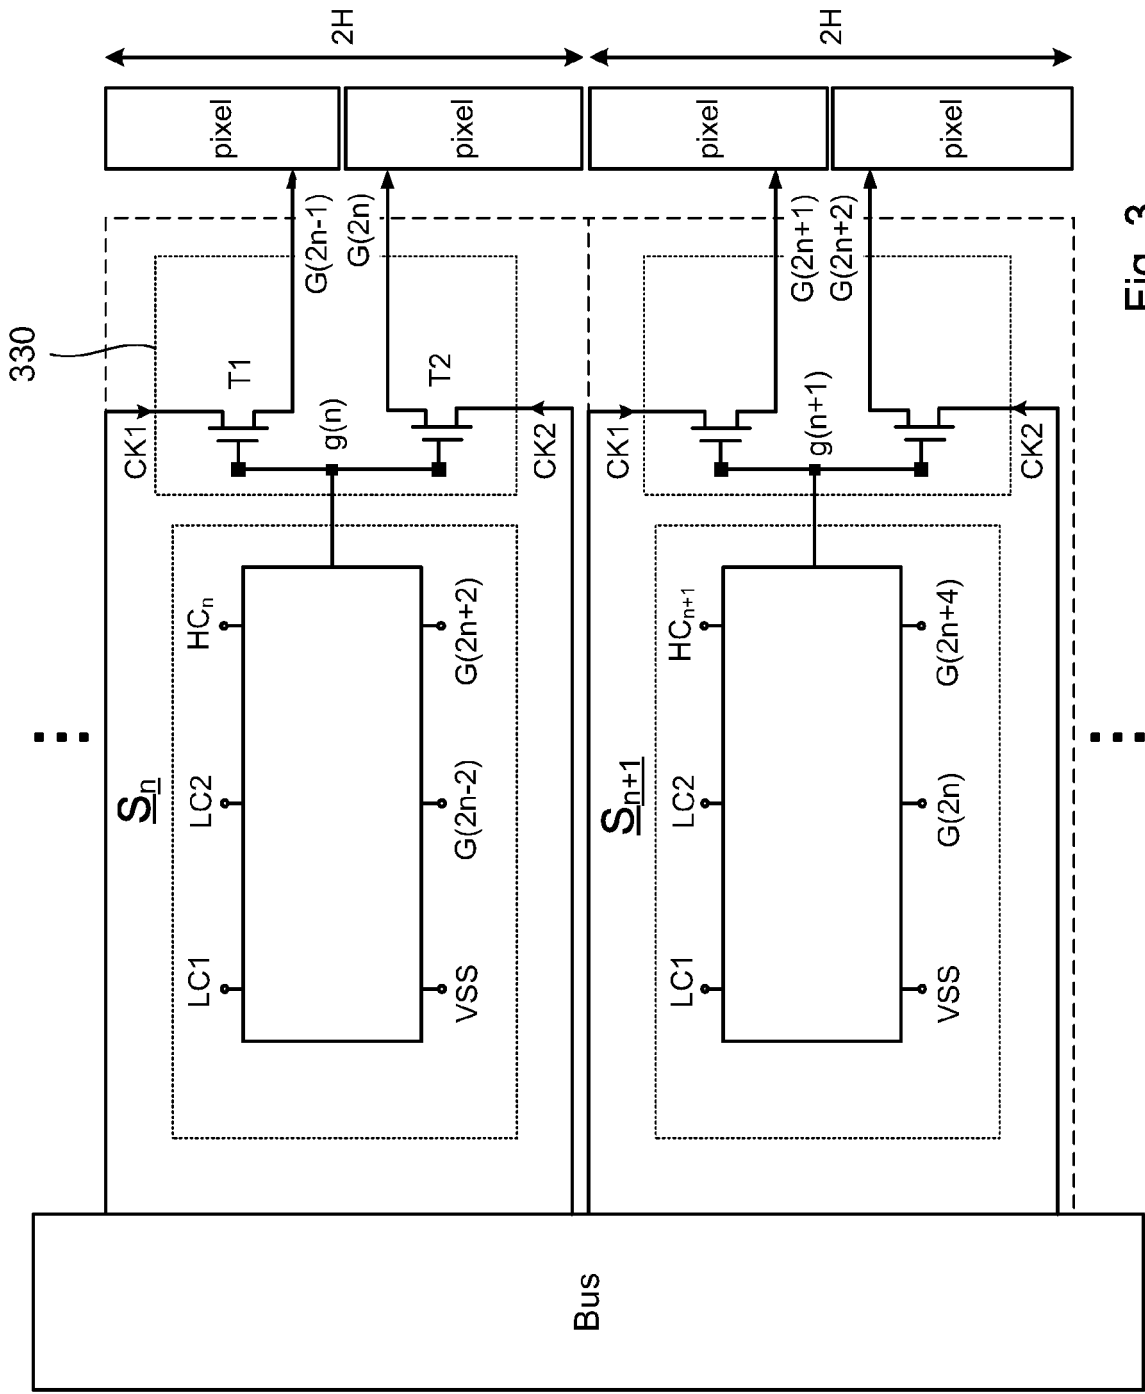 330
2H
2H
pixel
pixel
pixel
pixel
G(2n-1)
G(2n)
G(2n+1)
G(2n+2)
T1
T2
CK1
g(n)
CK2
CK1
g(n+1)
CK2
HCn
G(2n+2)
HCn+1
G(2n+4)
Sn
LC2
G(2n-2)
Sn+1
LC2
G(2n)
LC1
VSS
LC1
VSS
Bus
Fig. 3